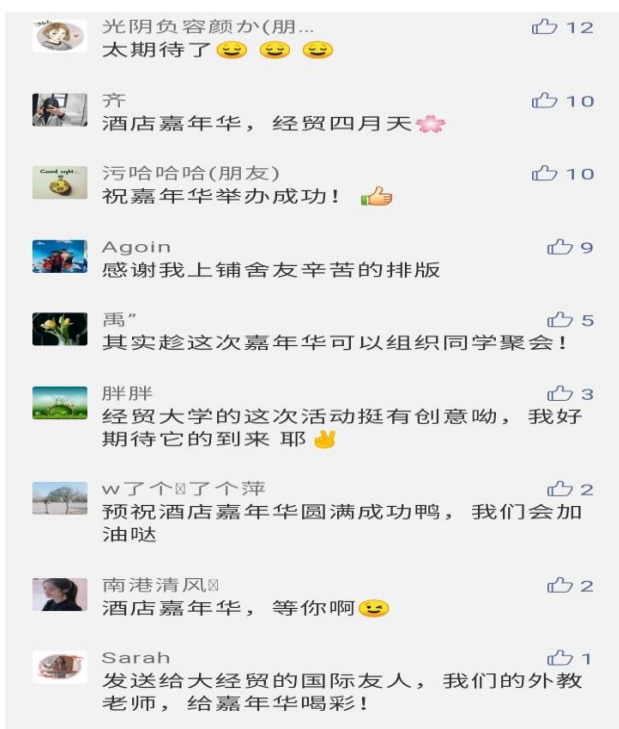 光阴负容颜か(朋... 12
太期待了😌 😌 😌
齐 10
酒店嘉年华，经贸四月天🌸
污哈哈哈(朋友) 10
祝嘉年华举办成功！👍
Agoin 9
感谢我上铺舍友辛苦的排版
禹” 5
其实趁这次嘉年华可以组织同学聚会！
胖胖 3
经贸大学的这次活动挺有创意呦，我好
期待它的到来 耶✌
w了个了个萍 2
预祝酒店嘉年华圆满成功鸭，我们会加
油哒
南港清风 2
酒店嘉年华，等你啊😉
Sarah 1
发送给大经贸的国际友人，我们的外教
老师，给嘉年华喝彩！